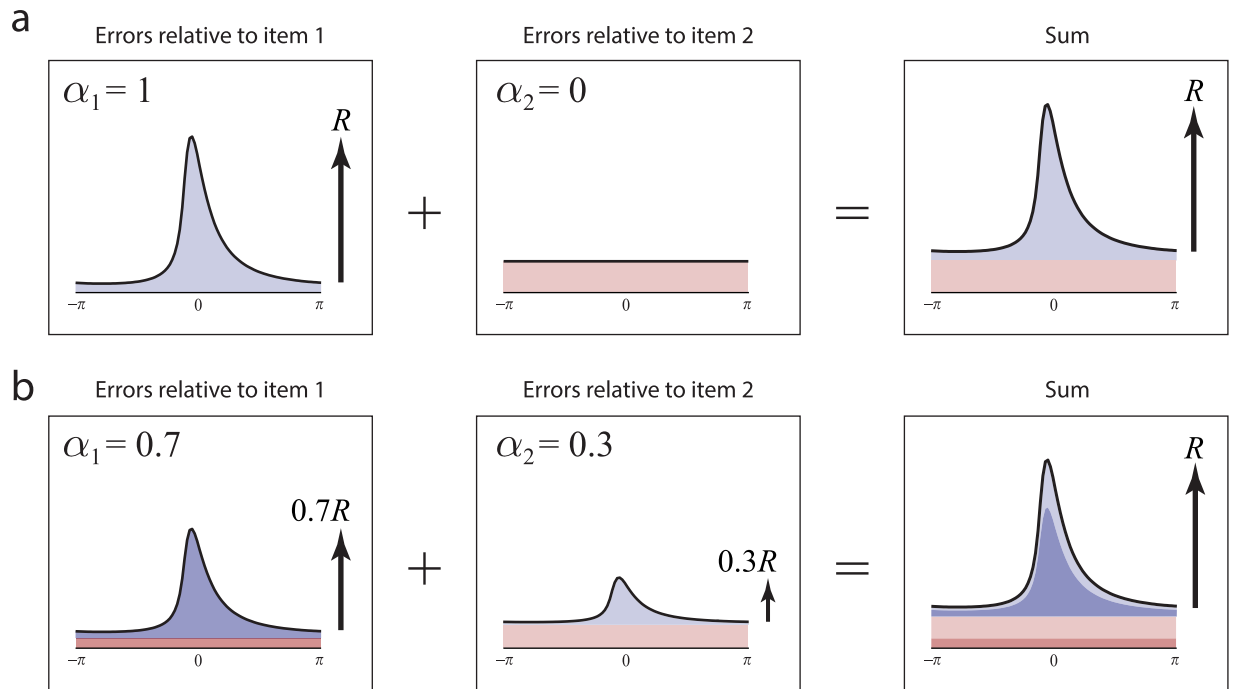 a
Errors relative to item 1
Errors relative to item 2
Sum
α₁ = 1
α₂ = 0
R
R
+
=
−π 0 π
−π 0 π
−π 0 π
b
Errors relative to item 1
Errors relative to item 2
Sum
α₁ = 0.7
α₂ = 0.3
R
0.7R
0.3R
+
=
−π 0 π
−π 0 π
−π 0 π